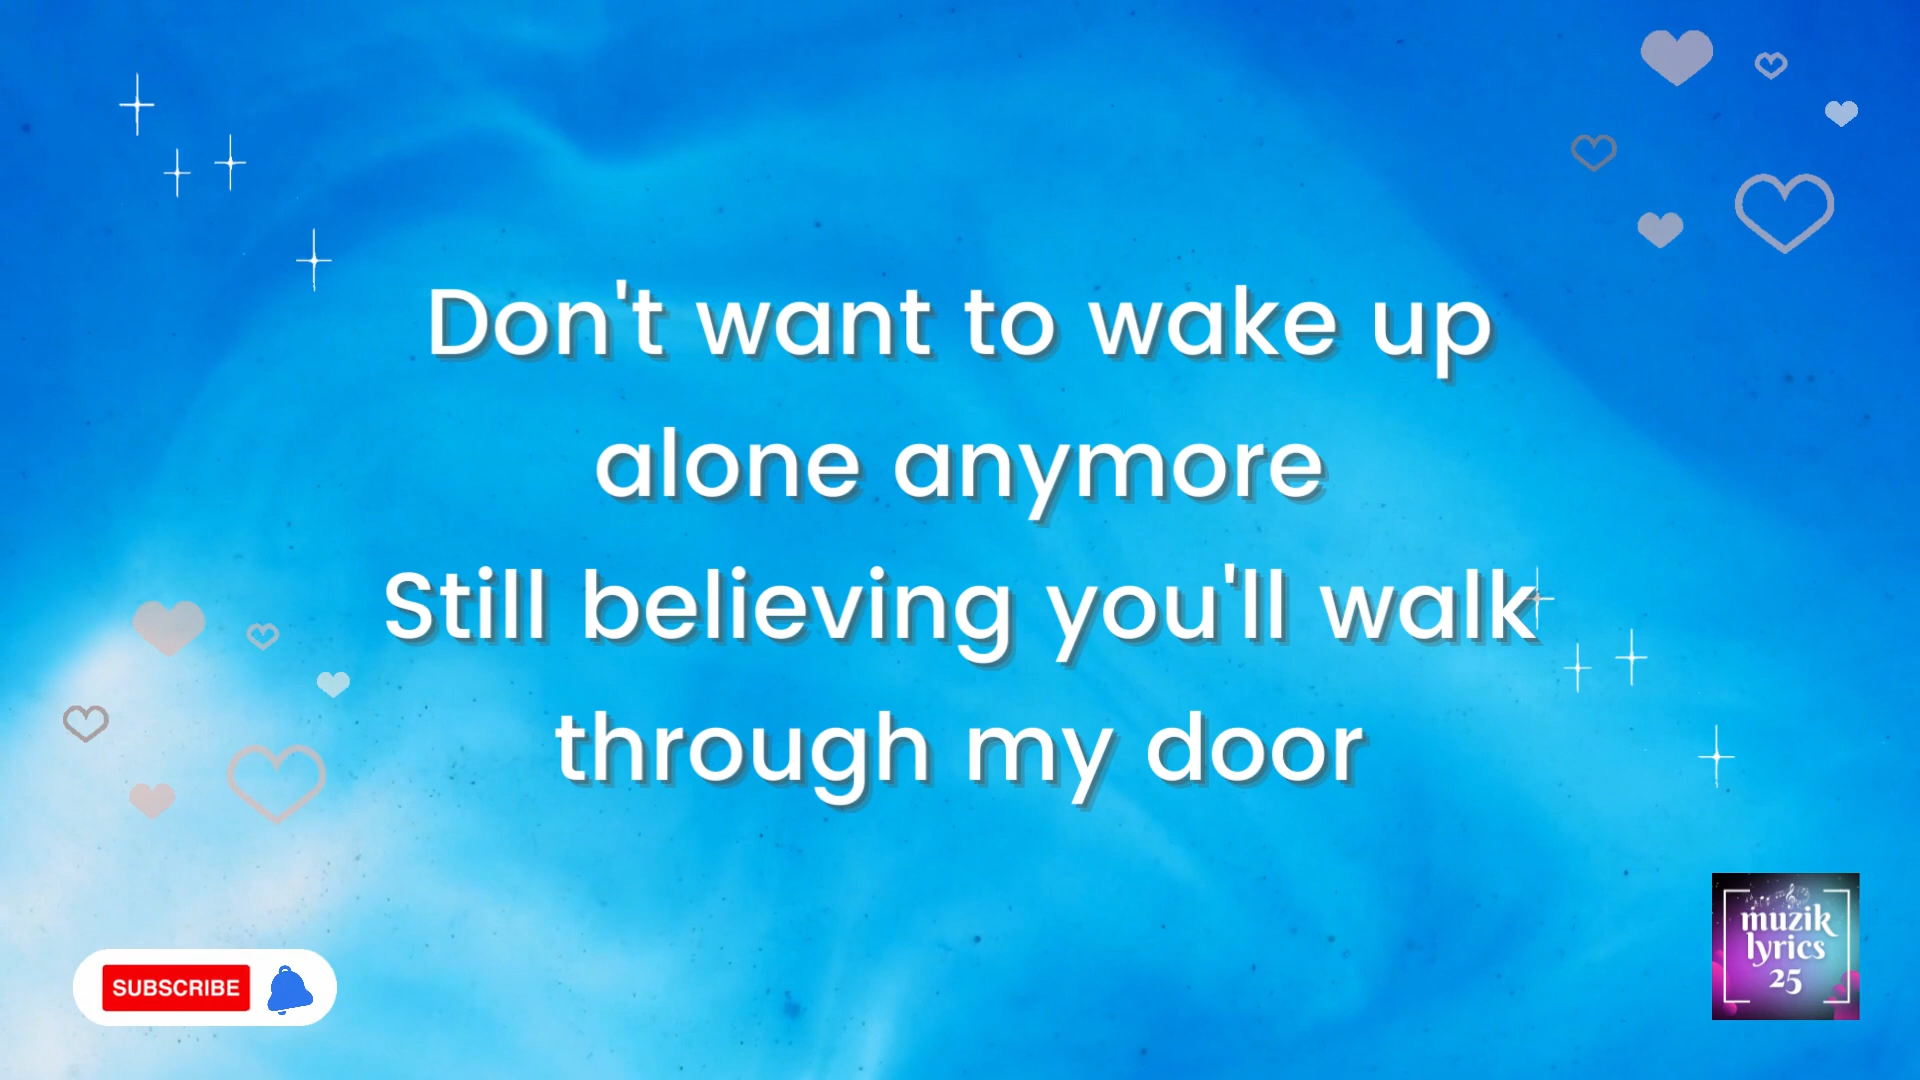 Don't want to wake up
alone anymore
Still believing you'll walk
through my door
SUBSCRIBE
muzik
lyrics
25